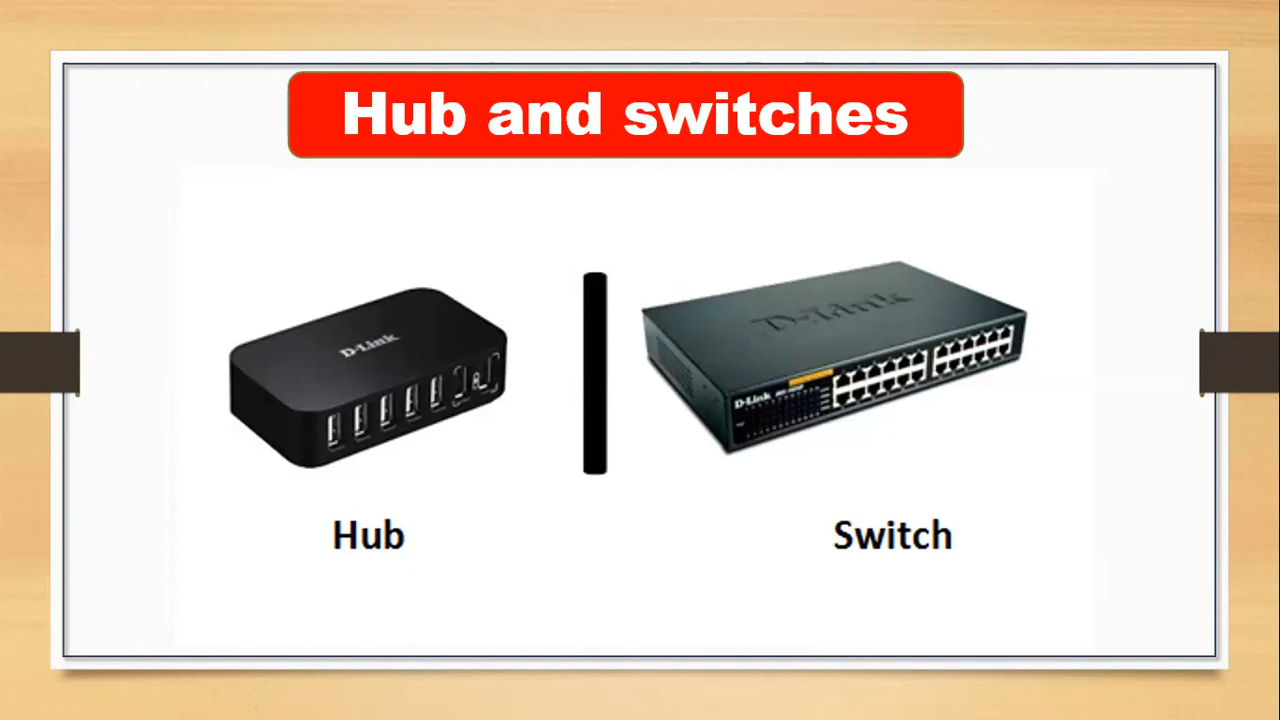 Hub and switches
D-Link
D-Link
D-Link
Hub
Switch